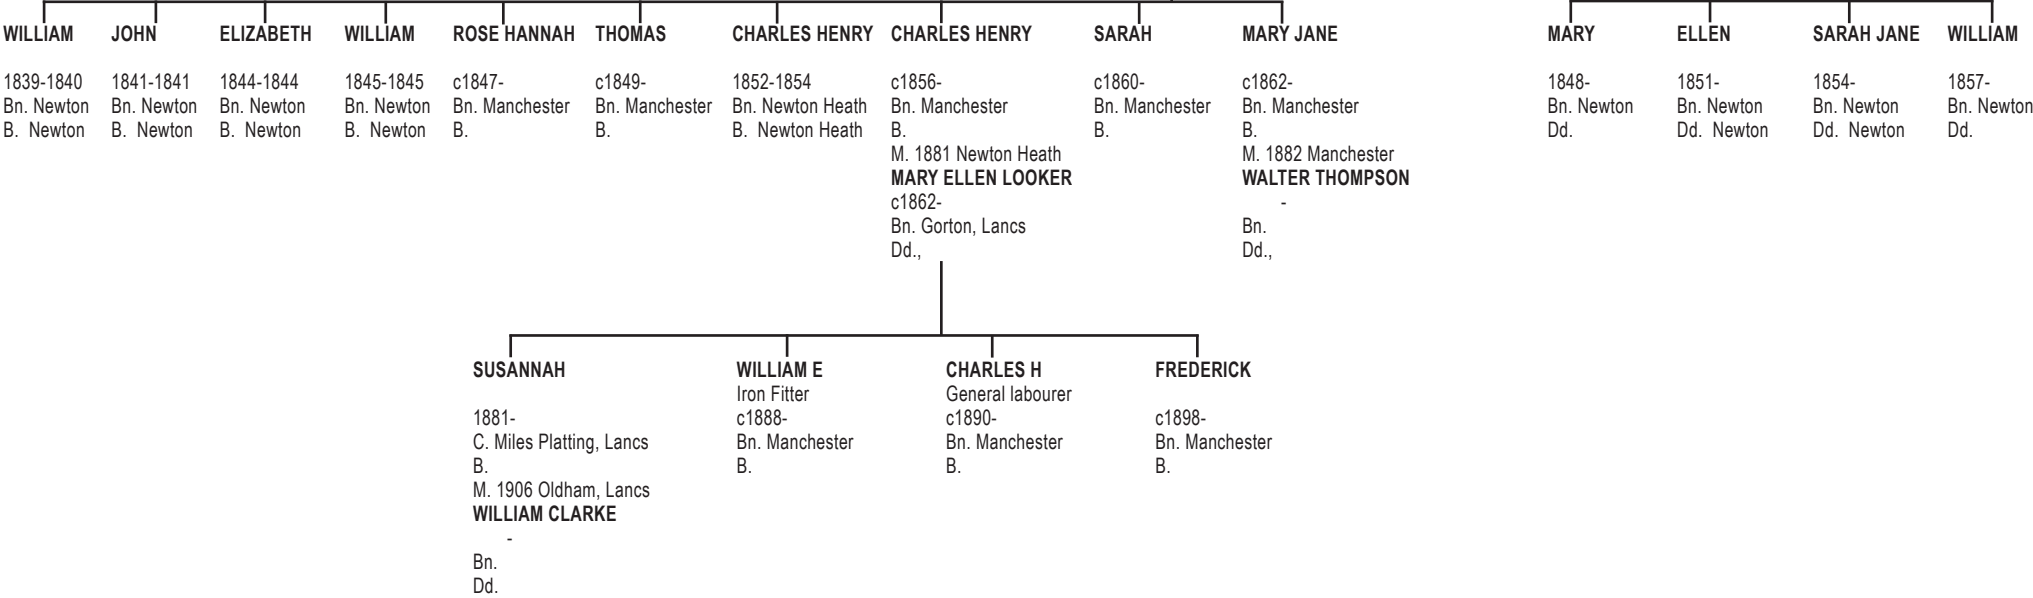 WILLIAM JOHN ELIZABETH WILLIAM ROSE HANNAH THOMAS CHARLES HENRY CHARLES HENRY SARAH MARY JANE MARY ELLEN SARAH JANE WILLIAM
1839-1840 1841-1841 1844-1844 1845-1845 c1847- c1849- 1852-1854 c1856- c1860- c1862- 1848- 1851- 1854- 1857-
Bn. Newton Bn. Newton Bn. Newton Bn. Newton Bn. Manchester Bn. Manchester Bn. Newton Heath Bn. Manchester Bn. Manchester Bn. Manchester Bn. Newton Bn. Newton Bn. Newton Bn. Newton
B. Newton B. Newton B. Newton B. Newton B. B. B. Newton Heath B. B. B. Dd. Dd. Newton Dd. Newton Dd.
M. 1881 Newton Heath M. 1882 Manchester
MARY ELLEN LOOKER WALTER THOMPSON
c1862- -
Bn. Gorton, Lancs Bn.
Dd., Dd.,
SUSANNAH WILLIAM E CHARLES H FREDERICK
Iron Fitter General labourer
1881- c1888- c1890- c1898-
C. Miles Platting, Lancs Bn. Manchester Bn. Manchester Bn. Manchester
B. B. B. B.
M. 1906 Oldham, Lancs
WILLIAM CLARKE
-
Bn.
Dd.